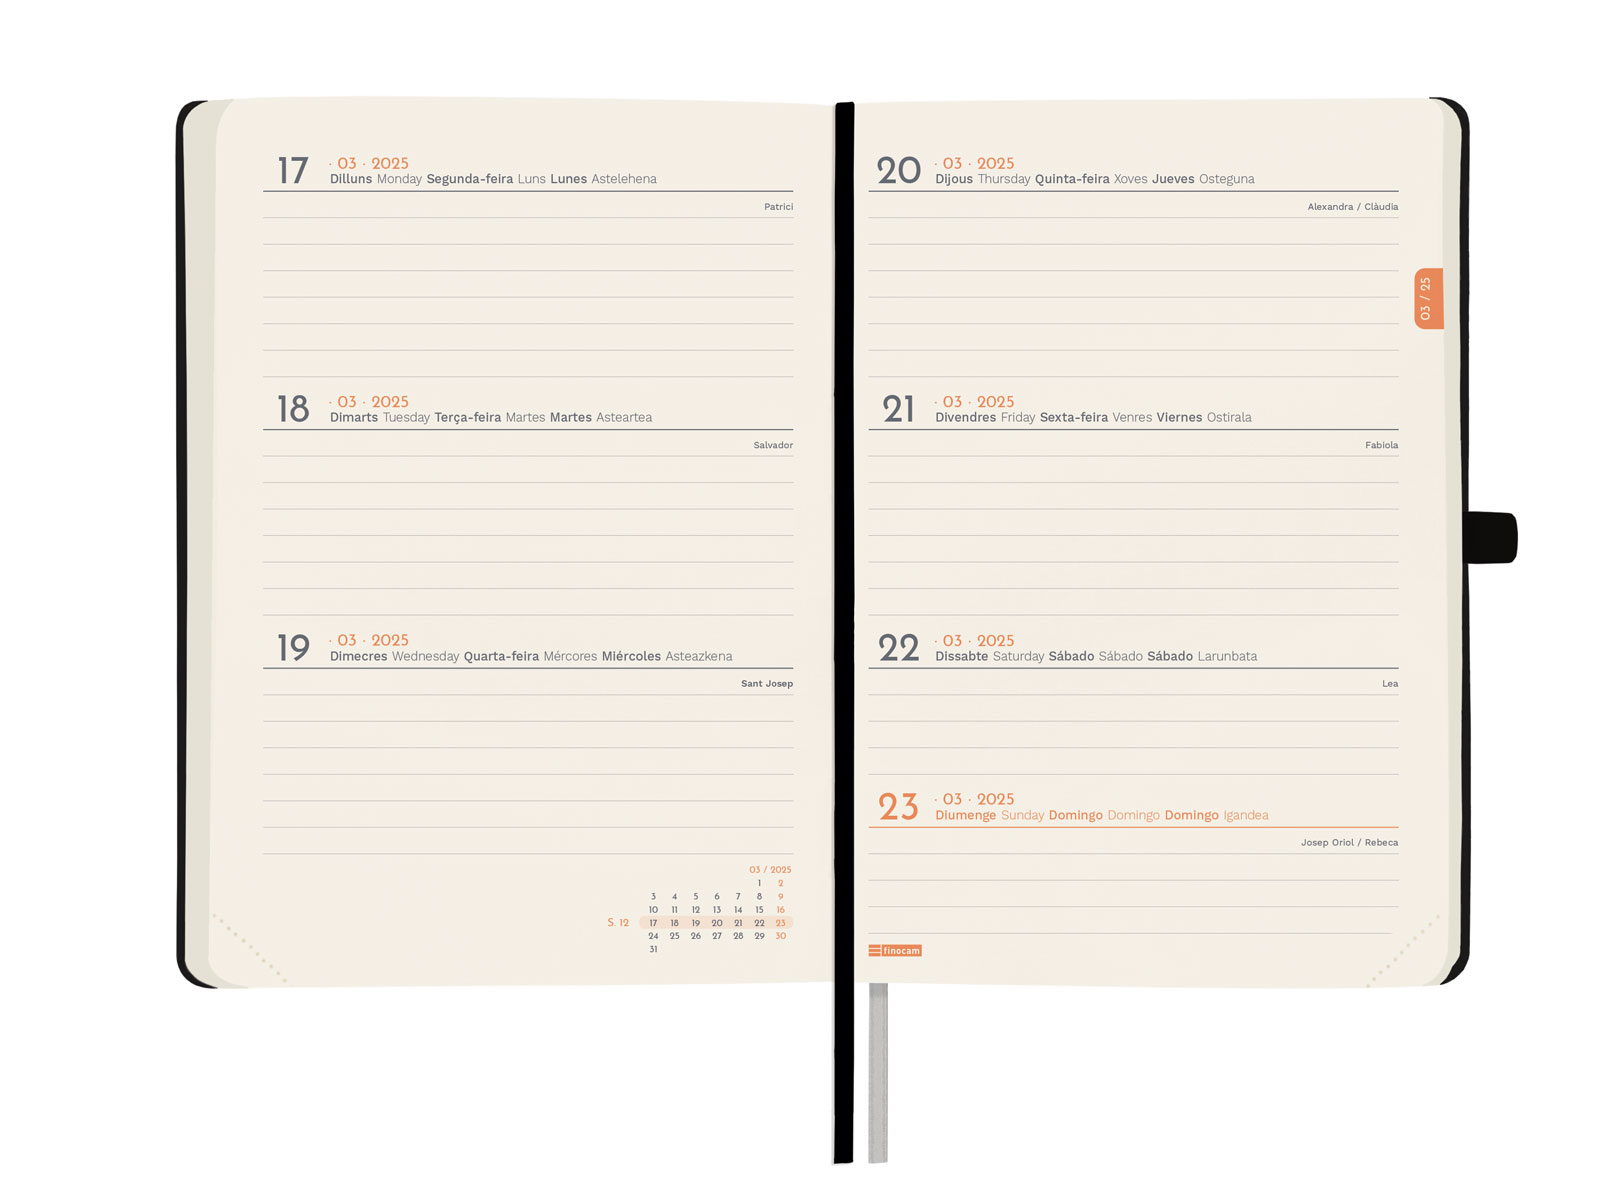 17 · 03 · 2025
Dilluns Monday Segunda-feira Luns Lunes Astelehena
Patrici
18 · 03 · 2025
Dimarts Tuesday Terça-feira Martes Martes Asteartea
Salvador
19 · 03 · 2025
Dimecres Wednesday Quarta-feira Mércores Miércoles Asteazkena
Sant Josep
03 / 2025
1 2
3 4 5 6 7 8 9
10 11 12 13 14 15 16
S. 12 17 18 19 20 21 22 23
24 25 26 27 28 29 30
31
20 · 03 · 2025
Dijous Thursday Quinta-feira Xoves Jueves Osteguna
Alexandra / Clàudia
03 / 25
21 · 03 · 2025
Divendres Friday Sexta-feira Venres Viernes Ostirala
Fabiola
22 · 03 · 2025
Dissabte Saturday Sábado Sábado Sábado Larunbata
Lea
23 · 03 · 2025
Diumenge Sunday Domingo Domingo Domingo Igandea
Josep Oriol / Rebeca
finocam